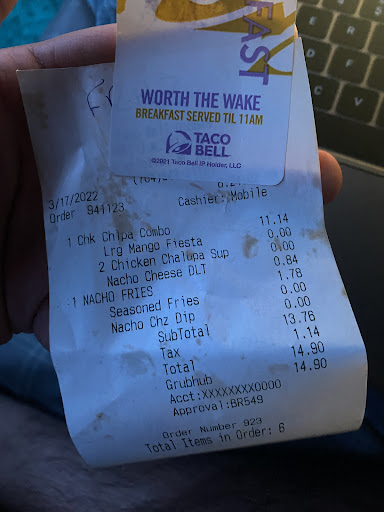 FAST
WORTH THE WAKE
BREAKFAST SERVED TIL 11AM
TACO
BELL
©2001 Taco Bell IP Holder, LLC
3/17/2022
Order 941123
Cashier: Mobile
1 Chk Chlpa Combo 11.14
Lrg Mango Fiesta 0.00
2 Chicken Chalupa Sup 0.00
Nacho Cheese DLT 0.84
1 NACHO FRIES 1.78
Seasoned Fries 0.00
Nacho Chz Dip 0.00
SubTotal 13.76
Tax 1.14
Total 14.90
Grubhub 14.90
Acct:XXXXXXXX0000
Approval:BR549
Order Number 923
Total Items in Order: 6